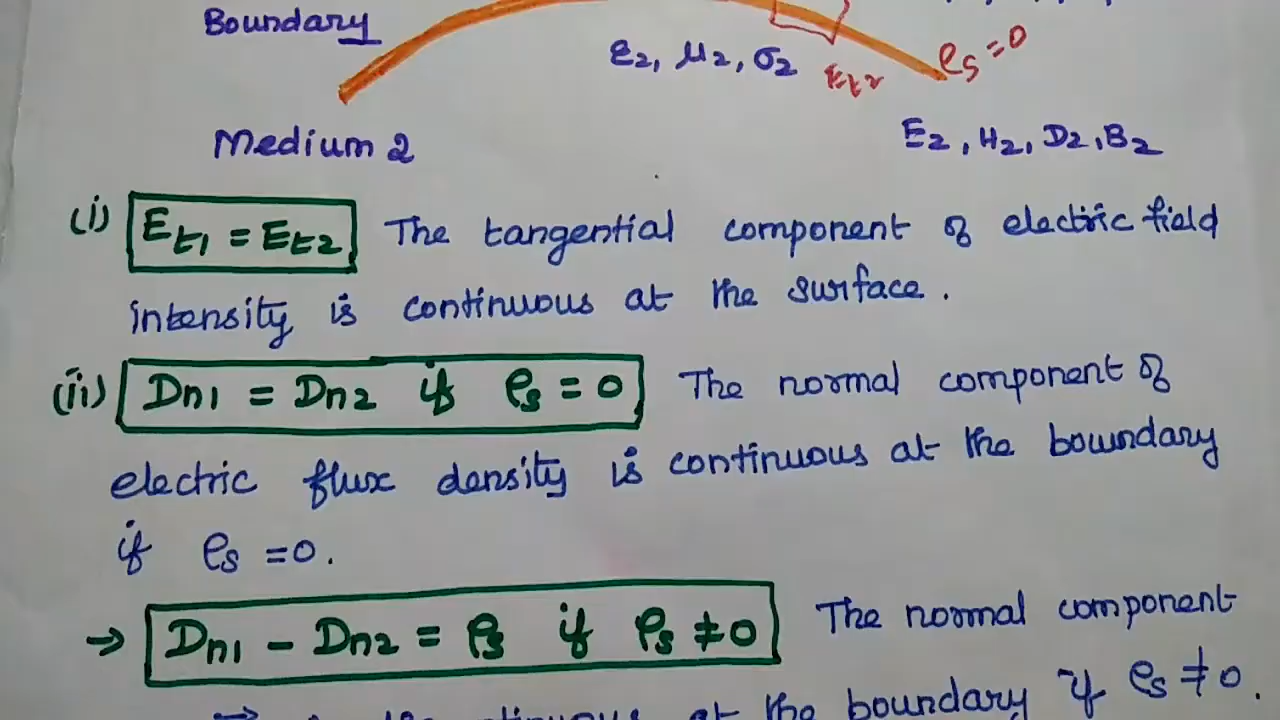 Boundary
ε2, μ2, σ2
Et2
ρs=0
Medium 2
E2, H2, D2, B2
(i) Et1 = Et2 The tangential component of electric field
intensity is continuous at the surface.
(ii) Dn1 = Dn2 if ρs = 0 The normal component of
electric flux density is continuous at the boundary
if ρs =0.
→ Dn1 - Dn2 = ρs if ρs ≠ 0 The normal component
at the boundary if ρs ≠ 0.